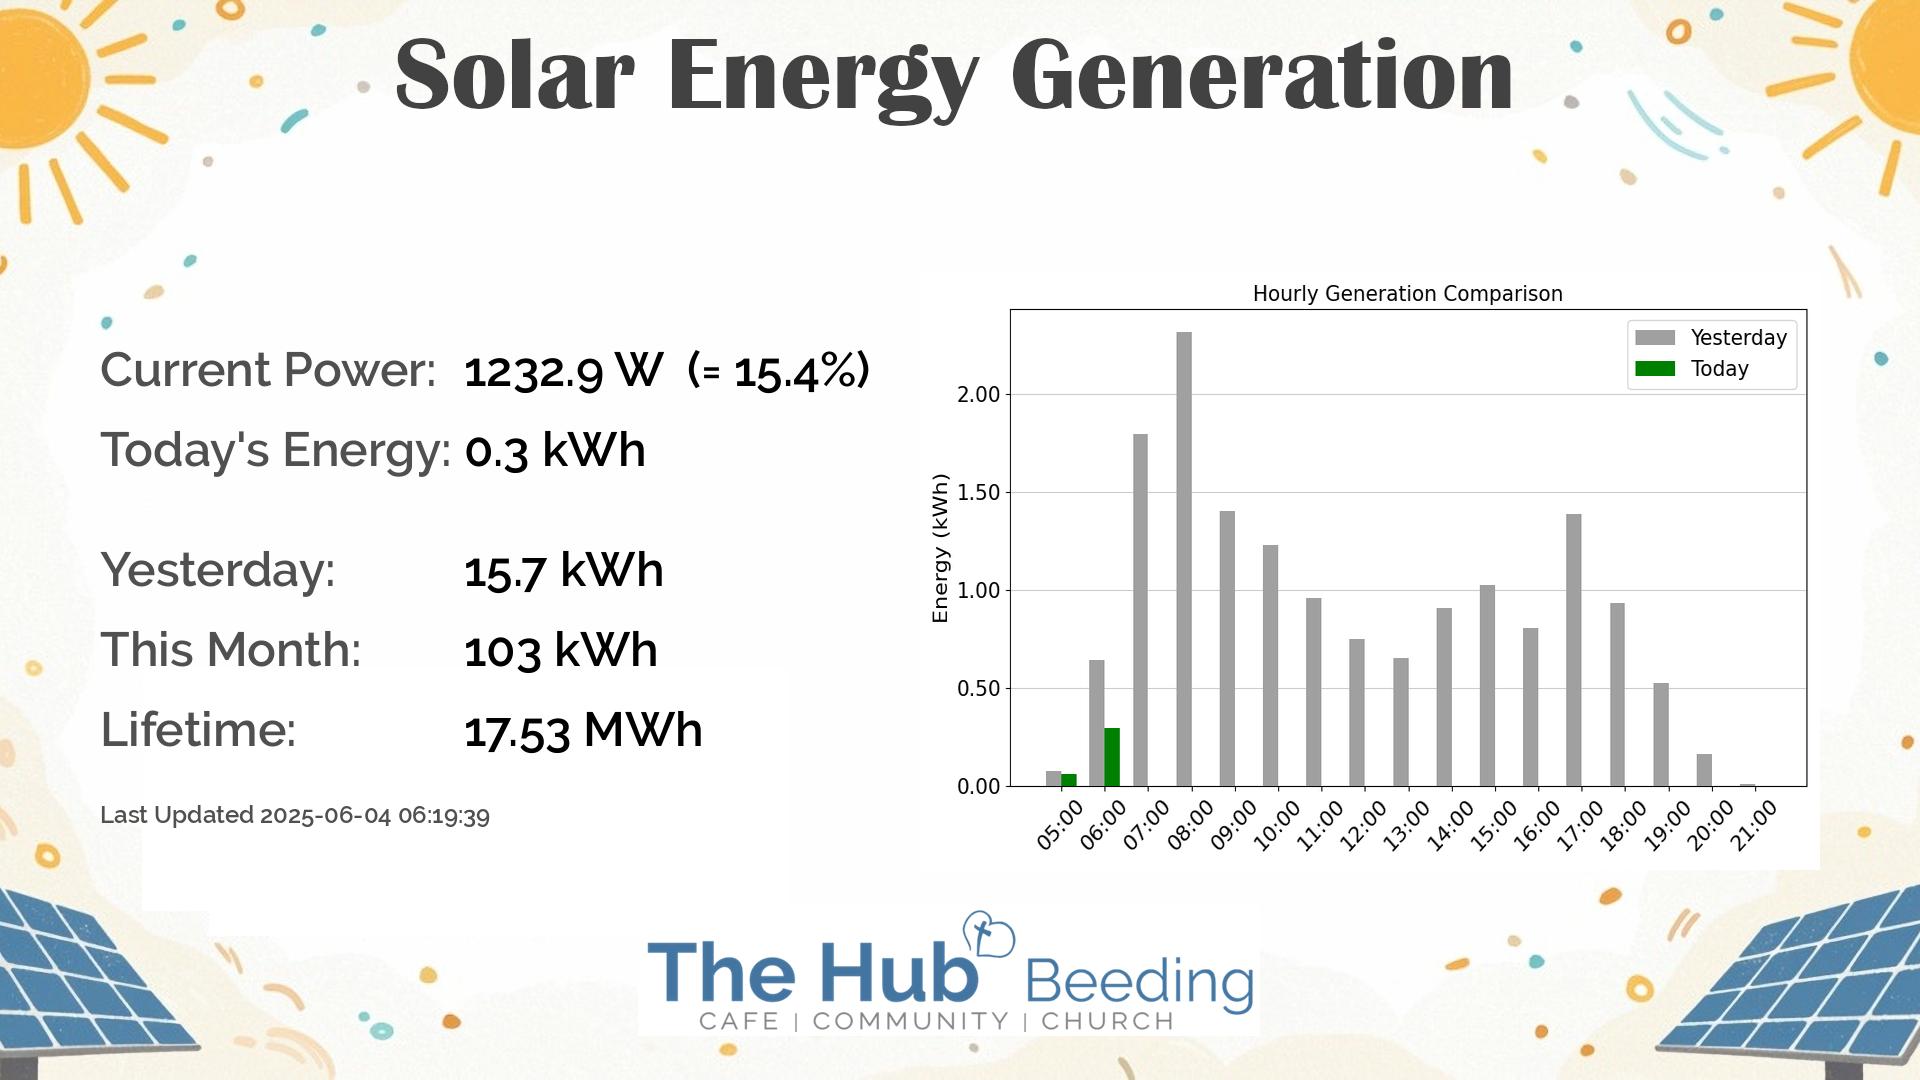 Solar Energy Generation
Current Power: 1232.9 W (= 15.4%)
Today's Energy: 0.3 kWh
Yesterday: 15.7 kWh
This Month: 103 kWh
Lifetime: 17.53 MWh
Last Updated 2025-06-04 06:19:39
Hourly Generation Comparison
Yesterday
Today
Energy (kWh)
2.00
1.50
1.00
0.50
0.00
05:00 06:00 07:00 08:00 09:00 10:00 11:00 12:00 13:00 14:00 15:00 16:00 17:00 18:00 19:00 20:00 21:00
The Hub Beeding
CAFE | COMMUNITY | CHURCH